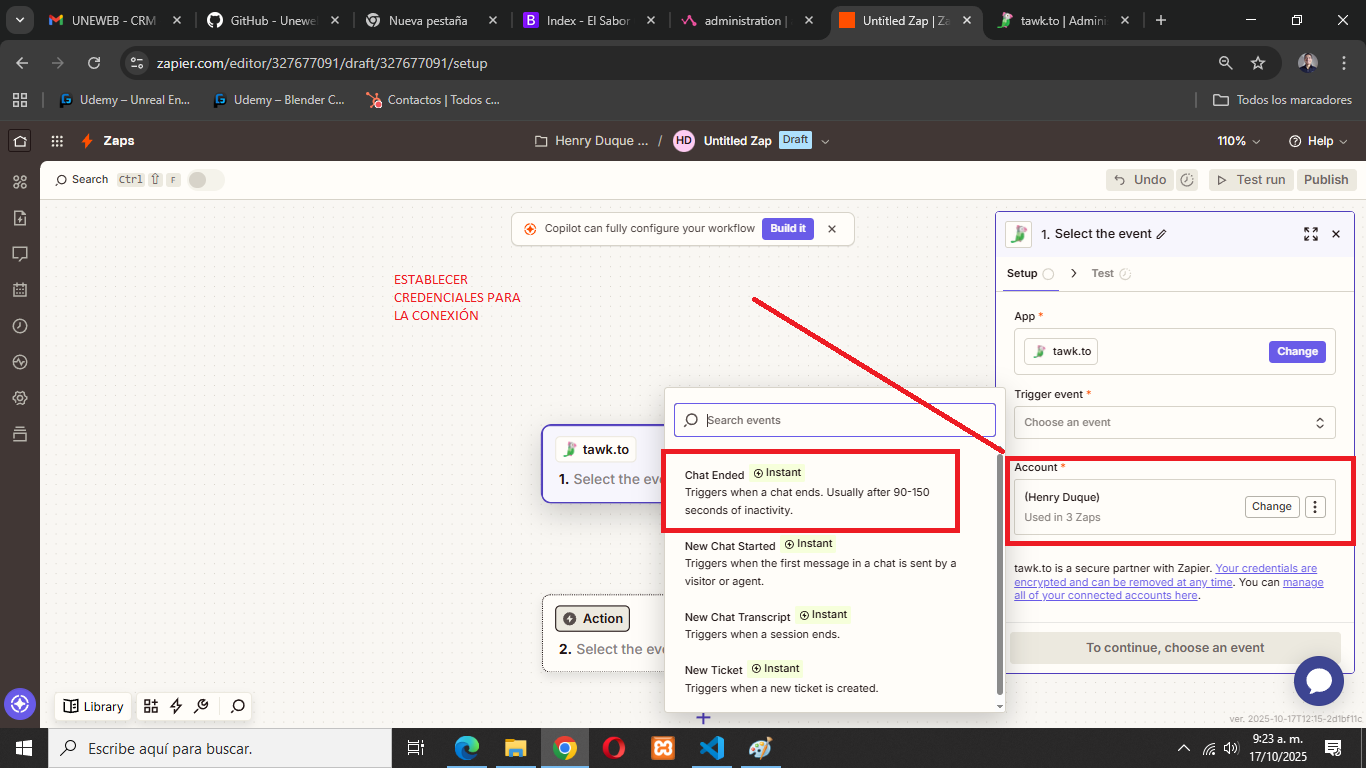 UNEWEB - CRM
GitHub - Unewe
Nueva pestaña
Index - El Sabor
administration |
Untitled Zap | Za
tawk.to | Admini
zapier.com/editor/327677091/draft/327677091/setup
Udemy – Unreal En...
Udemy – Blender C...
Contactos | Todos c...
Todos los marcadores
Zaps
Henry Duque ... / HD Untitled Zap Draft
110%
Help
Search Ctrl ⇧ F
Undo
Test run
Publish
Copilot can fully configure your workflow
Build it
ESTABLECER
CREDENCIALES PARA
LA CONEXIÓN
tawk.to
1. Select the eve
Action
2. Select the eve
Search events
Chat Ended Instant
Triggers when a chat ends. Usually after 90-150
seconds of inactivity.
New Chat Started Instant
Triggers when the first message in a chat is sent by a
visitor or agent.
New Chat Transcript Instant
Triggers when a session ends.
New Ticket Instant
Triggers when a new ticket is created.
1. Select the event
Setup
Test
App *
tawk.to
Change
Trigger event *
Choose an event
Account *
(Henry Duque)
Used in 3 Zaps
Change
tawk.to is a secure partner with Zapier. Your credentials are
encrypted and can be removed at any time. You can manage
all of your connected accounts here.
To continue, choose an event
Library
ver. 2025-10-17T12:15-2d1bf11c
Escribe aquí para buscar.
9:23 a. m.
17/10/2025